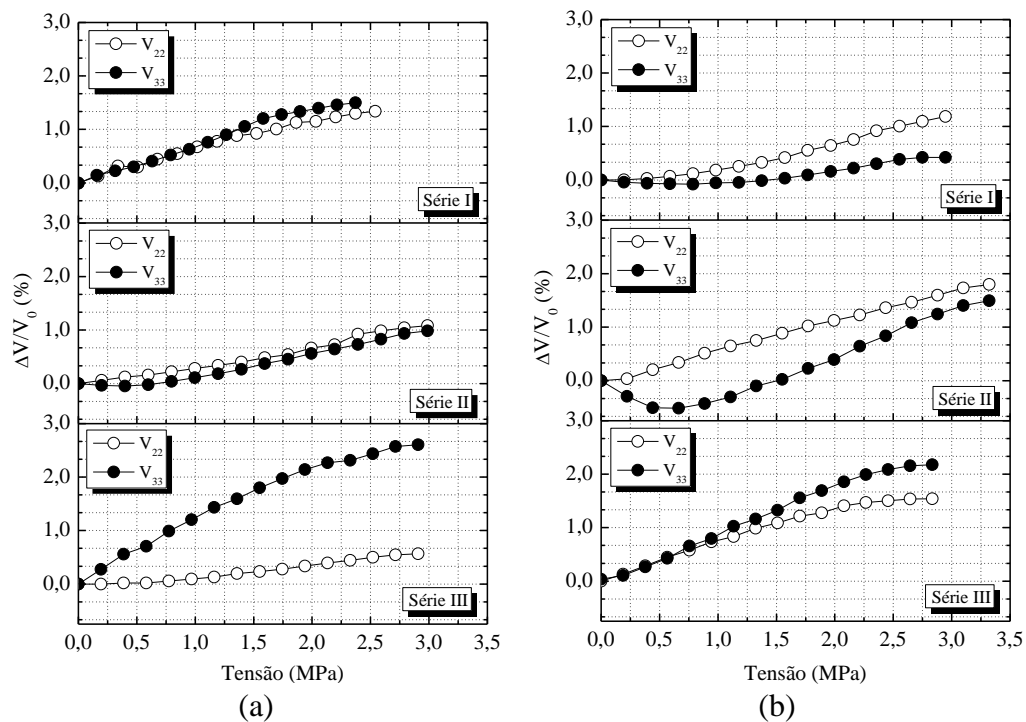 3,0
2,0
1,0
0,0
V22
V33
Série I
3,0
2,0
1,0
0,0
V22
V33
Série II
3,0
2,0
1,0
0,0
V22
V33
Série III
ΔV/V0 (%)
0,0 0,5 1,0 1,5 2,0 2,5 3,0 3,5
Tensão (MPa)
(a)
3,0
2,0
1,0
0,0
V22
V33
Série I
3,0
2,0
1,0
0,0
V22
V33
Série II
3,0
2,0
1,0
0,0
V22
V33
Série III
ΔV/V0 (%)
0,0 0,5 1,0 1,5 2,0 2,5 3,0 3,5
Tensão (MPa)
(b)